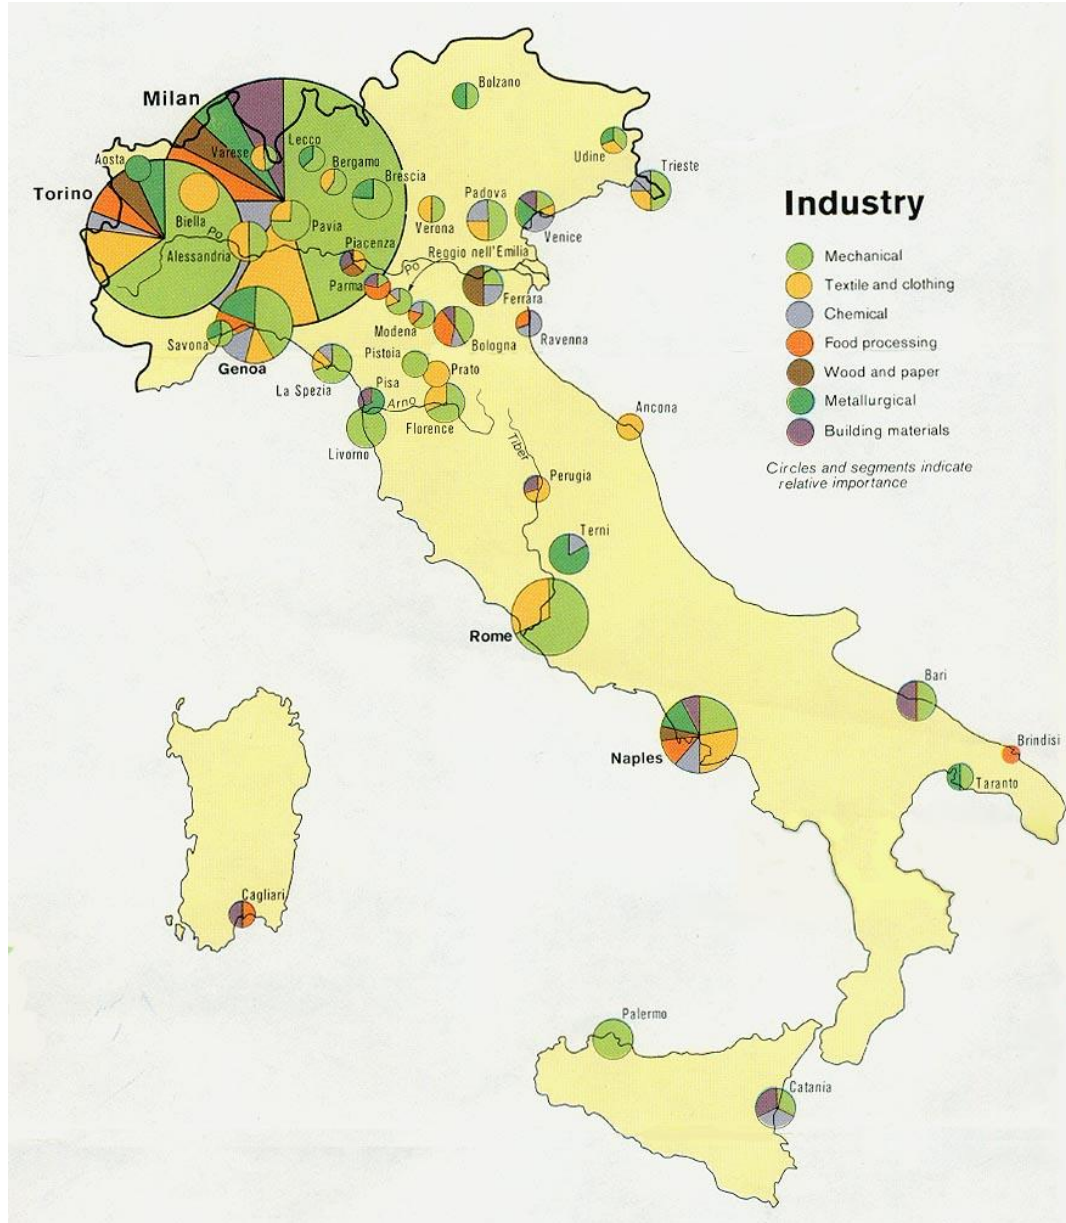 Bolzano
Milan
Udine
Trieste
Lecco
Varese
Bergamo
Aosta
Brescia
Torino
Padova
Biella
Pavia
Verona
Venice
Po
Piacenza
Reggio nell'Emilia
Alessandria
Po
Parma
Ferrara
Modena
Savona
Bologna
Ravenna
Genoa
Pistoia
Prato
La Spezia
Pisa
Arno
Ancona
Florence
Livorno
Tiber
Perugia
Terni
Rome
Bari
Naples
Brindisi
Taranto
Cagliari
Palermo
Catania
Industry
Mechanical
Textile and clothing
Chemical
Food processing
Wood and paper
Metallurgical
Building materials
Circles and segments indicate
relative importance